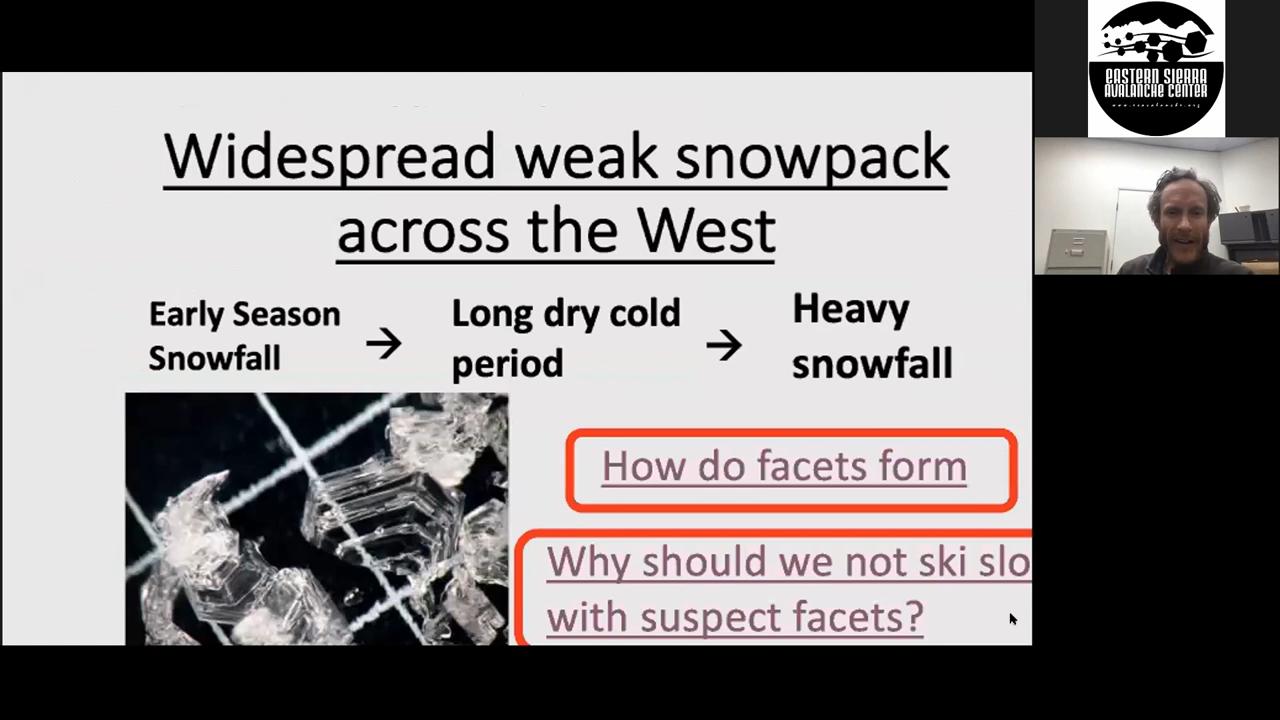 Widespread weak snowpack
across the West
Early Season
Snowfall
→
Long dry cold
period
→
Heavy
snowfall
How do facets form
Why should we not ski slo
with suspect facets?
EASTERN SIERRA
AVALANCHE CENTER